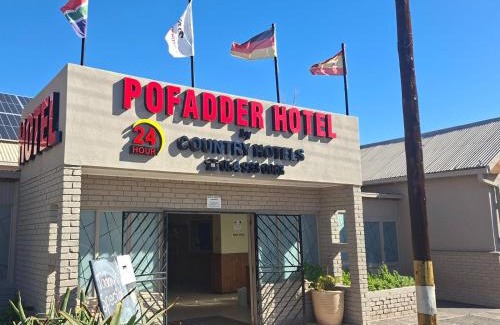 HOTEL
POFADDER HOTEL
24
HOUR
by
COUNTRY HOTELS